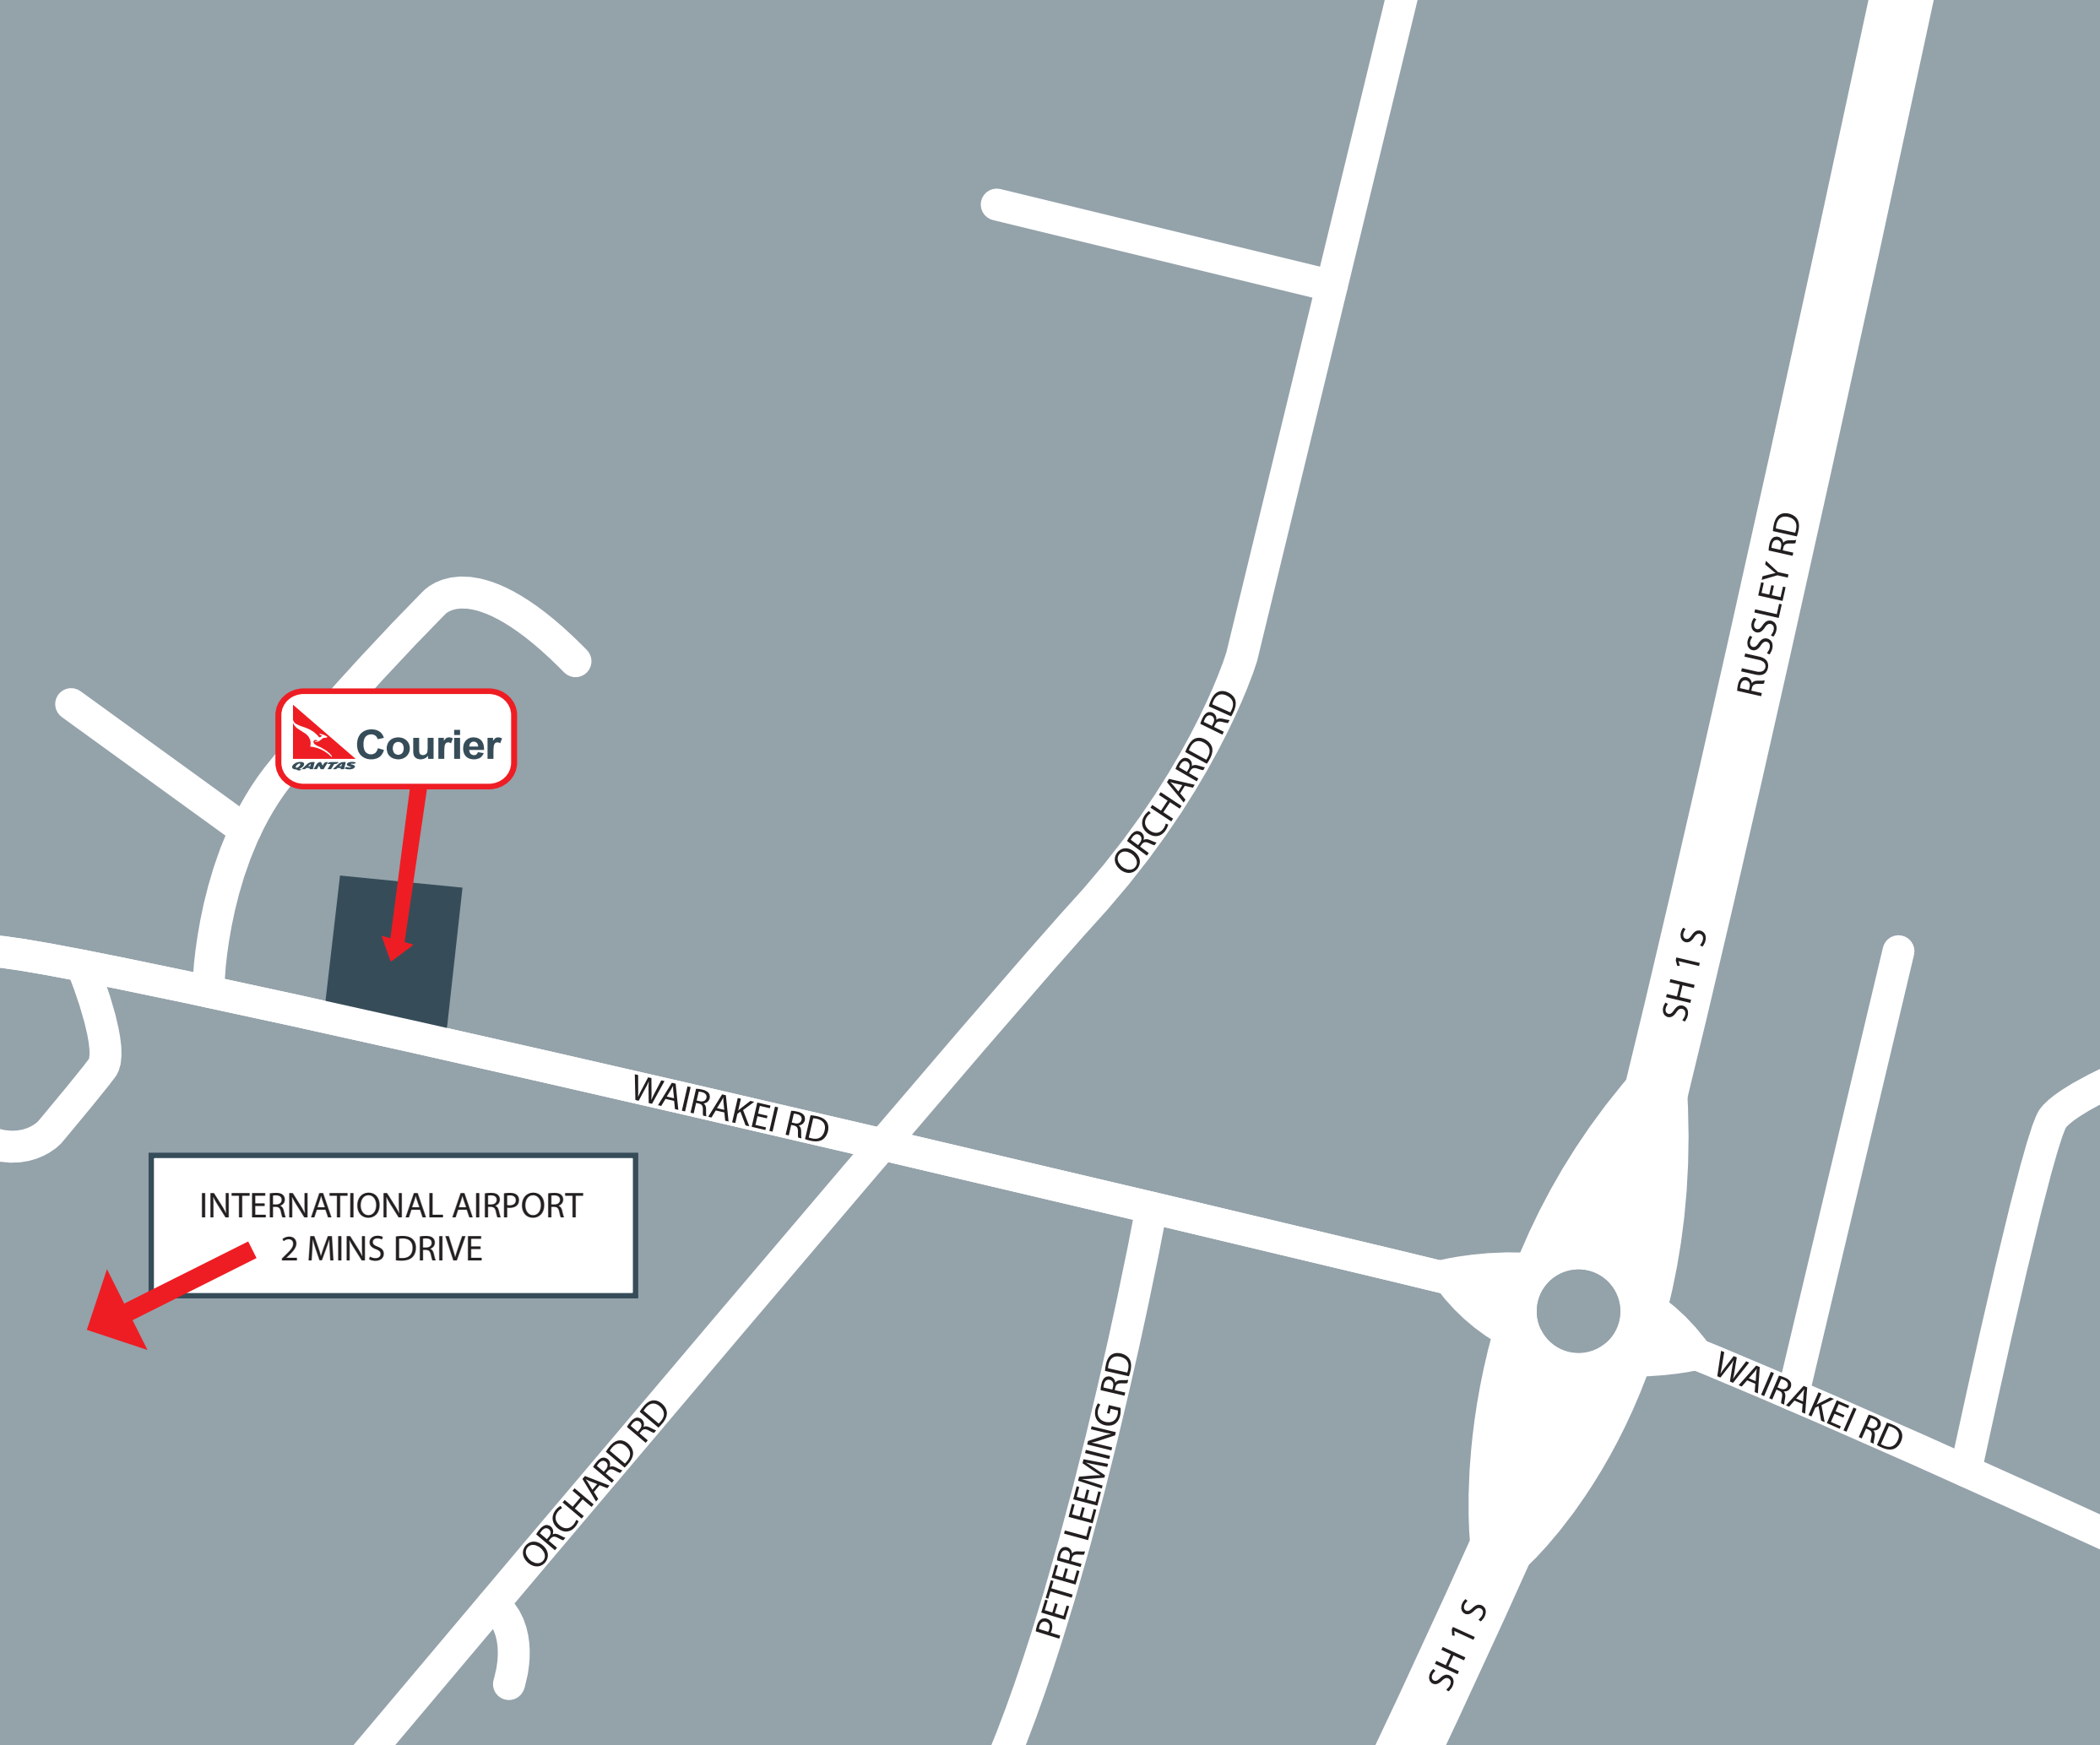 RUSSLEY RD
Courier
QANTAS
ORCHARD RD
SH 1 S
WAIRAKEI RD
INTERNATIONAL AIRPORT
2 MINS DRIVE
ORCHARD RD
PETER LEEMING RD
WAIRAKEI RD
SH 1 S